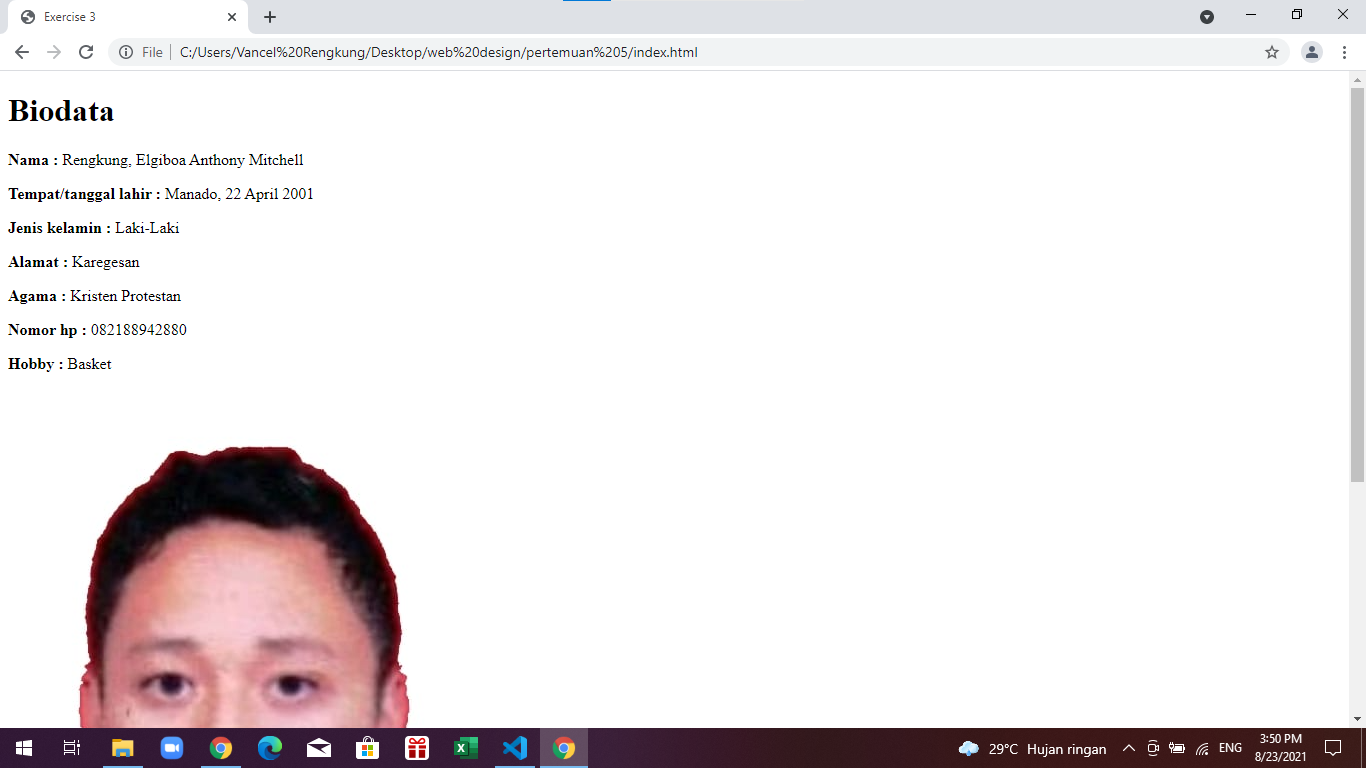 Exercise 3
File
C:/Users/Vancel%20Rengkung/Desktop/web%20design/pertemuan%205/index.html
Biodata
Nama : Rengkung, Elgiboa Anthony Mitchell
Tempat/tanggal lahir : Manado, 22 April 2001
Jenis kelamin : Laki-Laki
Alamat : Karegesan
Agama : Kristen Protestan
Nomor hp : 082188942880
Hobby : Basket
29°C Hujan ringan
ENG
3:50 PM
8/23/2021